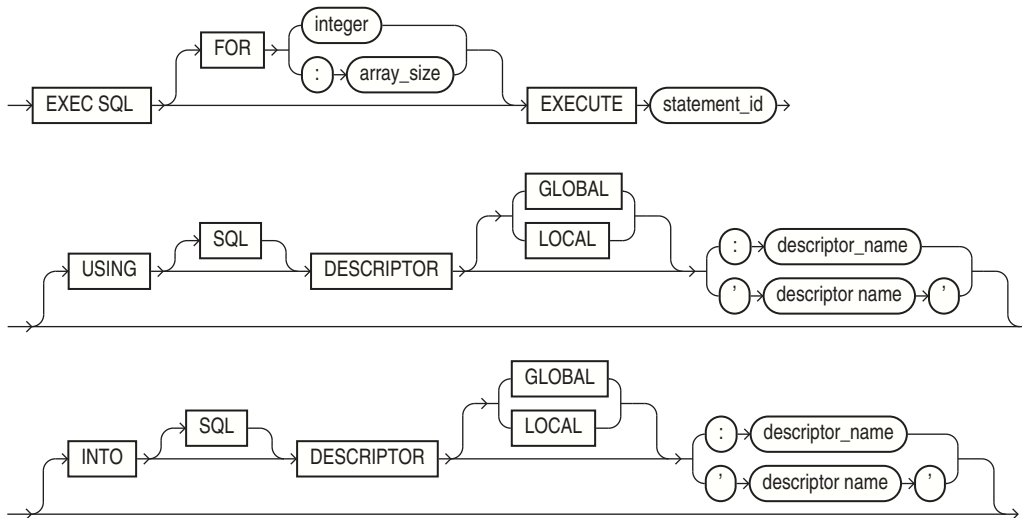 integer
FOR
: array_size
EXEC SQL EXECUTE statement_id
GLOBAL
SQL LOCAL : descriptor_name
USING DESCRIPTOR ' descriptor name '
GLOBAL
SQL LOCAL : descriptor_name
INTO DESCRIPTOR ' descriptor name '